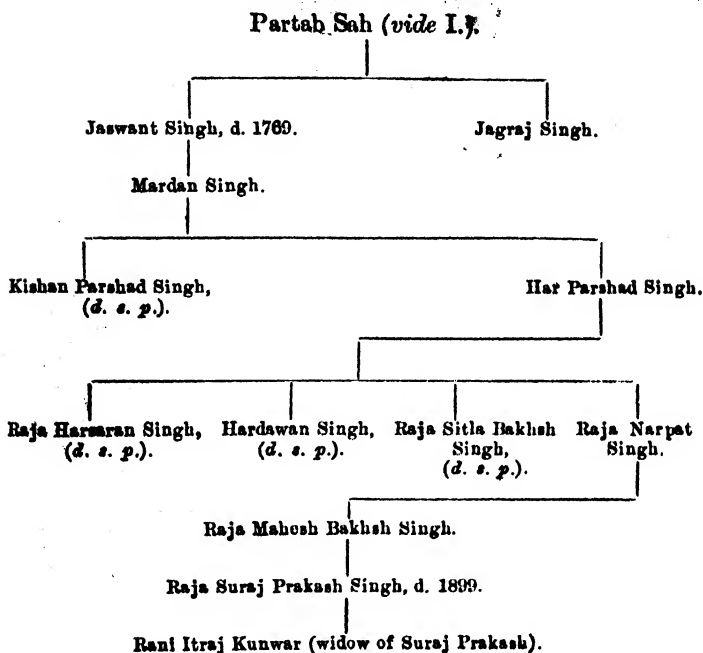 Partab Sah (vide I.).
Jaswant Singh, d. 1769. Jagraj Singh.
Mardan Singh.
Kishan Parshad Singh, Har Parshad Singh.
(d. s. p.).
Raja Harsaran Singh, Hardawan Singh, Raja Sitla Bakhsh Raja Narpat
(d. s. p.). (d. s. p.). Singh, Singh.
(d. s. p.).
Raja Mahesh Bakhsh Singh.
Raja Suraj Prakash Singh, d. 1899.
Rani Itraj Kunwar (widow of Suraj Prakash).